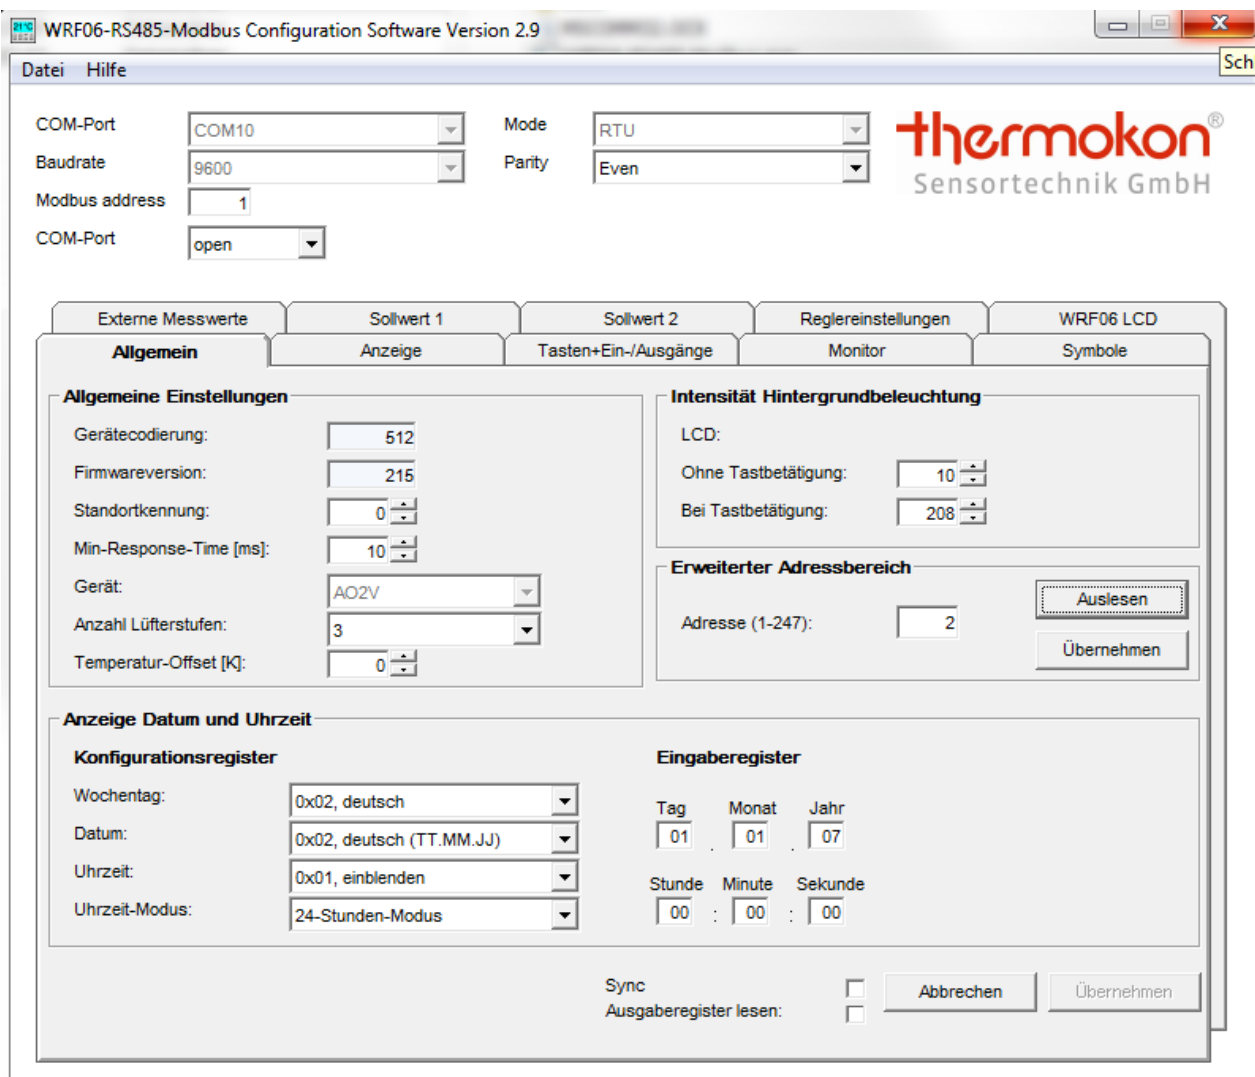 WRF06-RS485-Modbus Configuration Software Version 2.9
Sch
Datei Hilfe
COM-Port COM10 Mode RTU
Baudrate 9600 Parity Even
Modbus address 1
COM-Port open
thermokon®
Sensortechnik GmbH
Externe Messwerte Sollwert 1 Sollwert 2 Reglereinstellungen WRF06 LCD
Allgemein Anzeige Tasten+Ein-/Ausgänge Monitor Symbole
Allgemeine Einstellungen
Gerätecodierung: 512
Firmwareversion: 215
Standortkennung: 0
Min-Response-Time [ms]: 10
Gerät: AO2V
Anzahl Lüfterstufen: 3
Temperatur-Offset [K]: 0
Intensität Hintergrundbeleuchtung
LCD:
Ohne Tastbetätigung: 10
Bei Tastbetätigung: 208
Erweiterter Adressbereich
Adresse (1-247): 2
Auslesen
Übernehmen
Anzeige Datum und Uhrzeit
Konfigurationsregister
Wochentag: 0x02, deutsch
Datum: 0x02, deutsch (TT.MM.JJ)
Uhrzeit: 0x01, einblenden
Uhrzeit-Modus: 24-Stunden-Modus
Eingaberegister
Tag Monat Jahr
01 . 01 . 07
Stunde Minute Sekunde
00 : 00 : 00
Sync
Ausgaberegister lesen:
Abbrechen Übernehmen